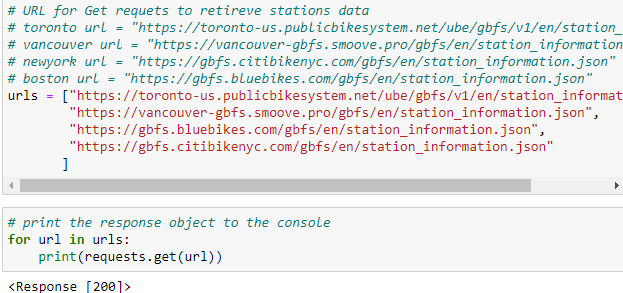 # URL for Get requets to retireve stations data
# toronto url = "https://toronto-us.publicbikesystem.net/ube/gbfs/v1/en/station_
# vancouver url = "https://vancouver-gbfs.smoove.pro/gbfs/en/station_information
# newyork url = "https://gbfs.citibikenyc.com/gbfs/en/station_information.json"
# boston url = "https://gbfs.bluebikes.com/gbfs/en/station_information.json"
urls = ["https://toronto-us.publicbikesystem.net/ube/gbfs/v1/en/station_informat
"https://vancouver-gbfs.smoove.pro/gbfs/en/station_information.json",
"https://gbfs.bluebikes.com/gbfs/en/station_information.json",
"https://gbfs.citibikenyc.com/gbfs/en/station_information.json"
]
# print the response object to the console
for url in urls:
print(requests.get(url))
<Response [200]>